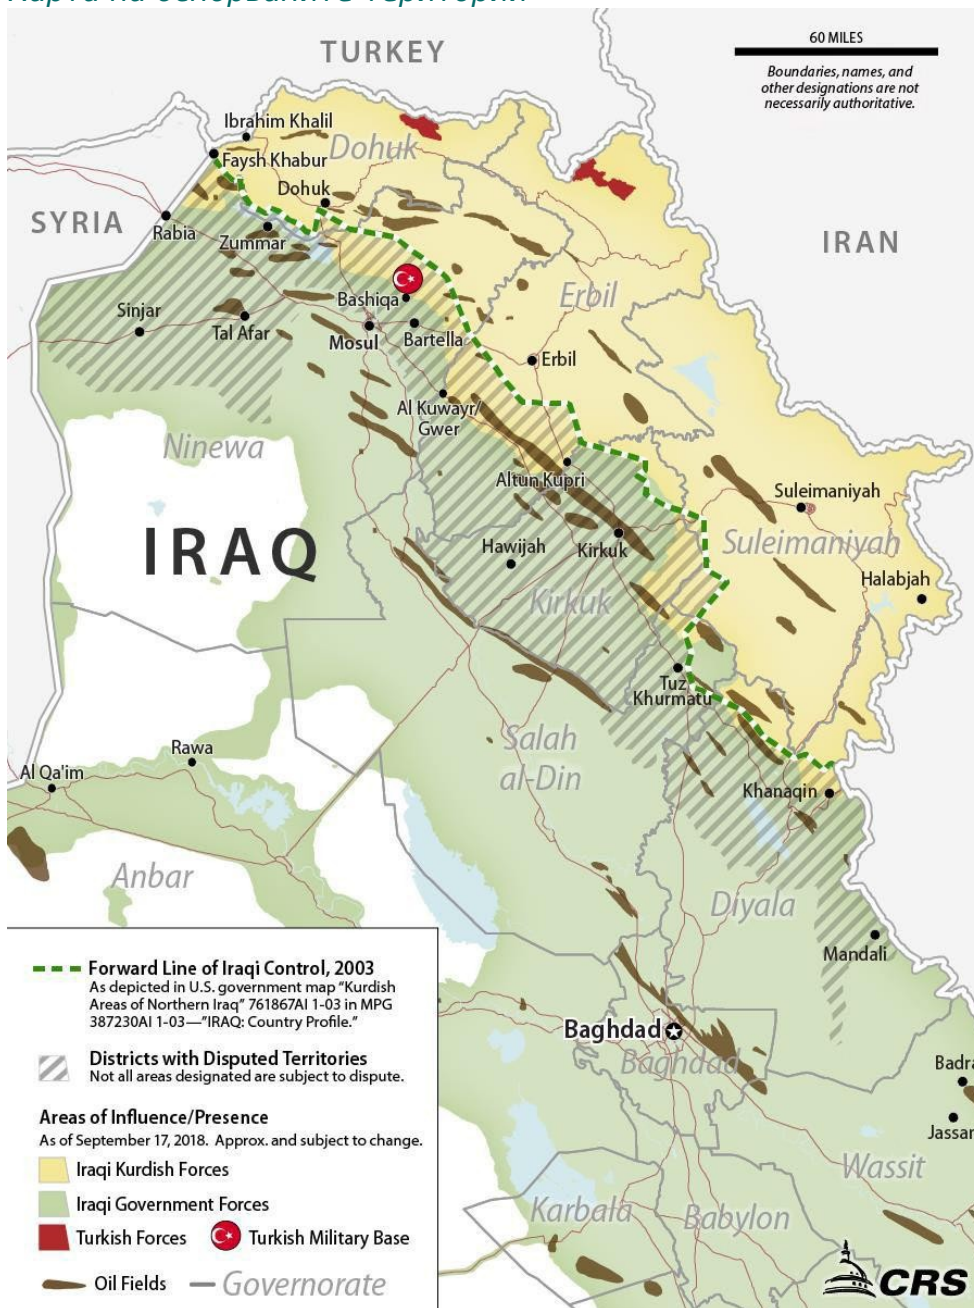 Карта на оспорваните територии
TURKEY
60 MILES
Boundaries, names, and
other designations are not
necessarily authoritative.
Ibrahim Khalil
Dohuk
Faysh Khabur
Dohuk
SYRIA
IRAN
Rabia
Zummar
Erbil
Bashiqa
Sinjar
Tal Afar
Mosul
Bartella
Erbil
Al Kuwayr/
Gwer
Ninewa
Altun Kupri
Suleimaniyah
IRAQ
Hawijah
Kirkuk
Suleimaniyah
Halabjah
Kirkuk
Tuz
Khurmatu
Salah
al-Din
Rawa
Al Qa'im
Khanaqin
Anbar
Diyala
Mandali
Forward Line of Iraqi Control, 2003
As depicted in U.S. government map “Kurdish
Areas of Northern Iraq” 761867AI 1-03 in MPG
387230AI 1-03—”IRAQ: Country Profile.”
Baghdad
Baghdad
Districts with Disputed Territories
Not all areas designated are subject to dispute.
Badra
Jassan
Areas of Influence/Presence
As of September 17, 2018. Approx. and subject to change.
Iraqi Kurdish Forces
Wassit
Iraqi Government Forces
Karbala
Babylon
Turkish Forces
Turkish Military Base
Oil Fields
Governorate
CRS